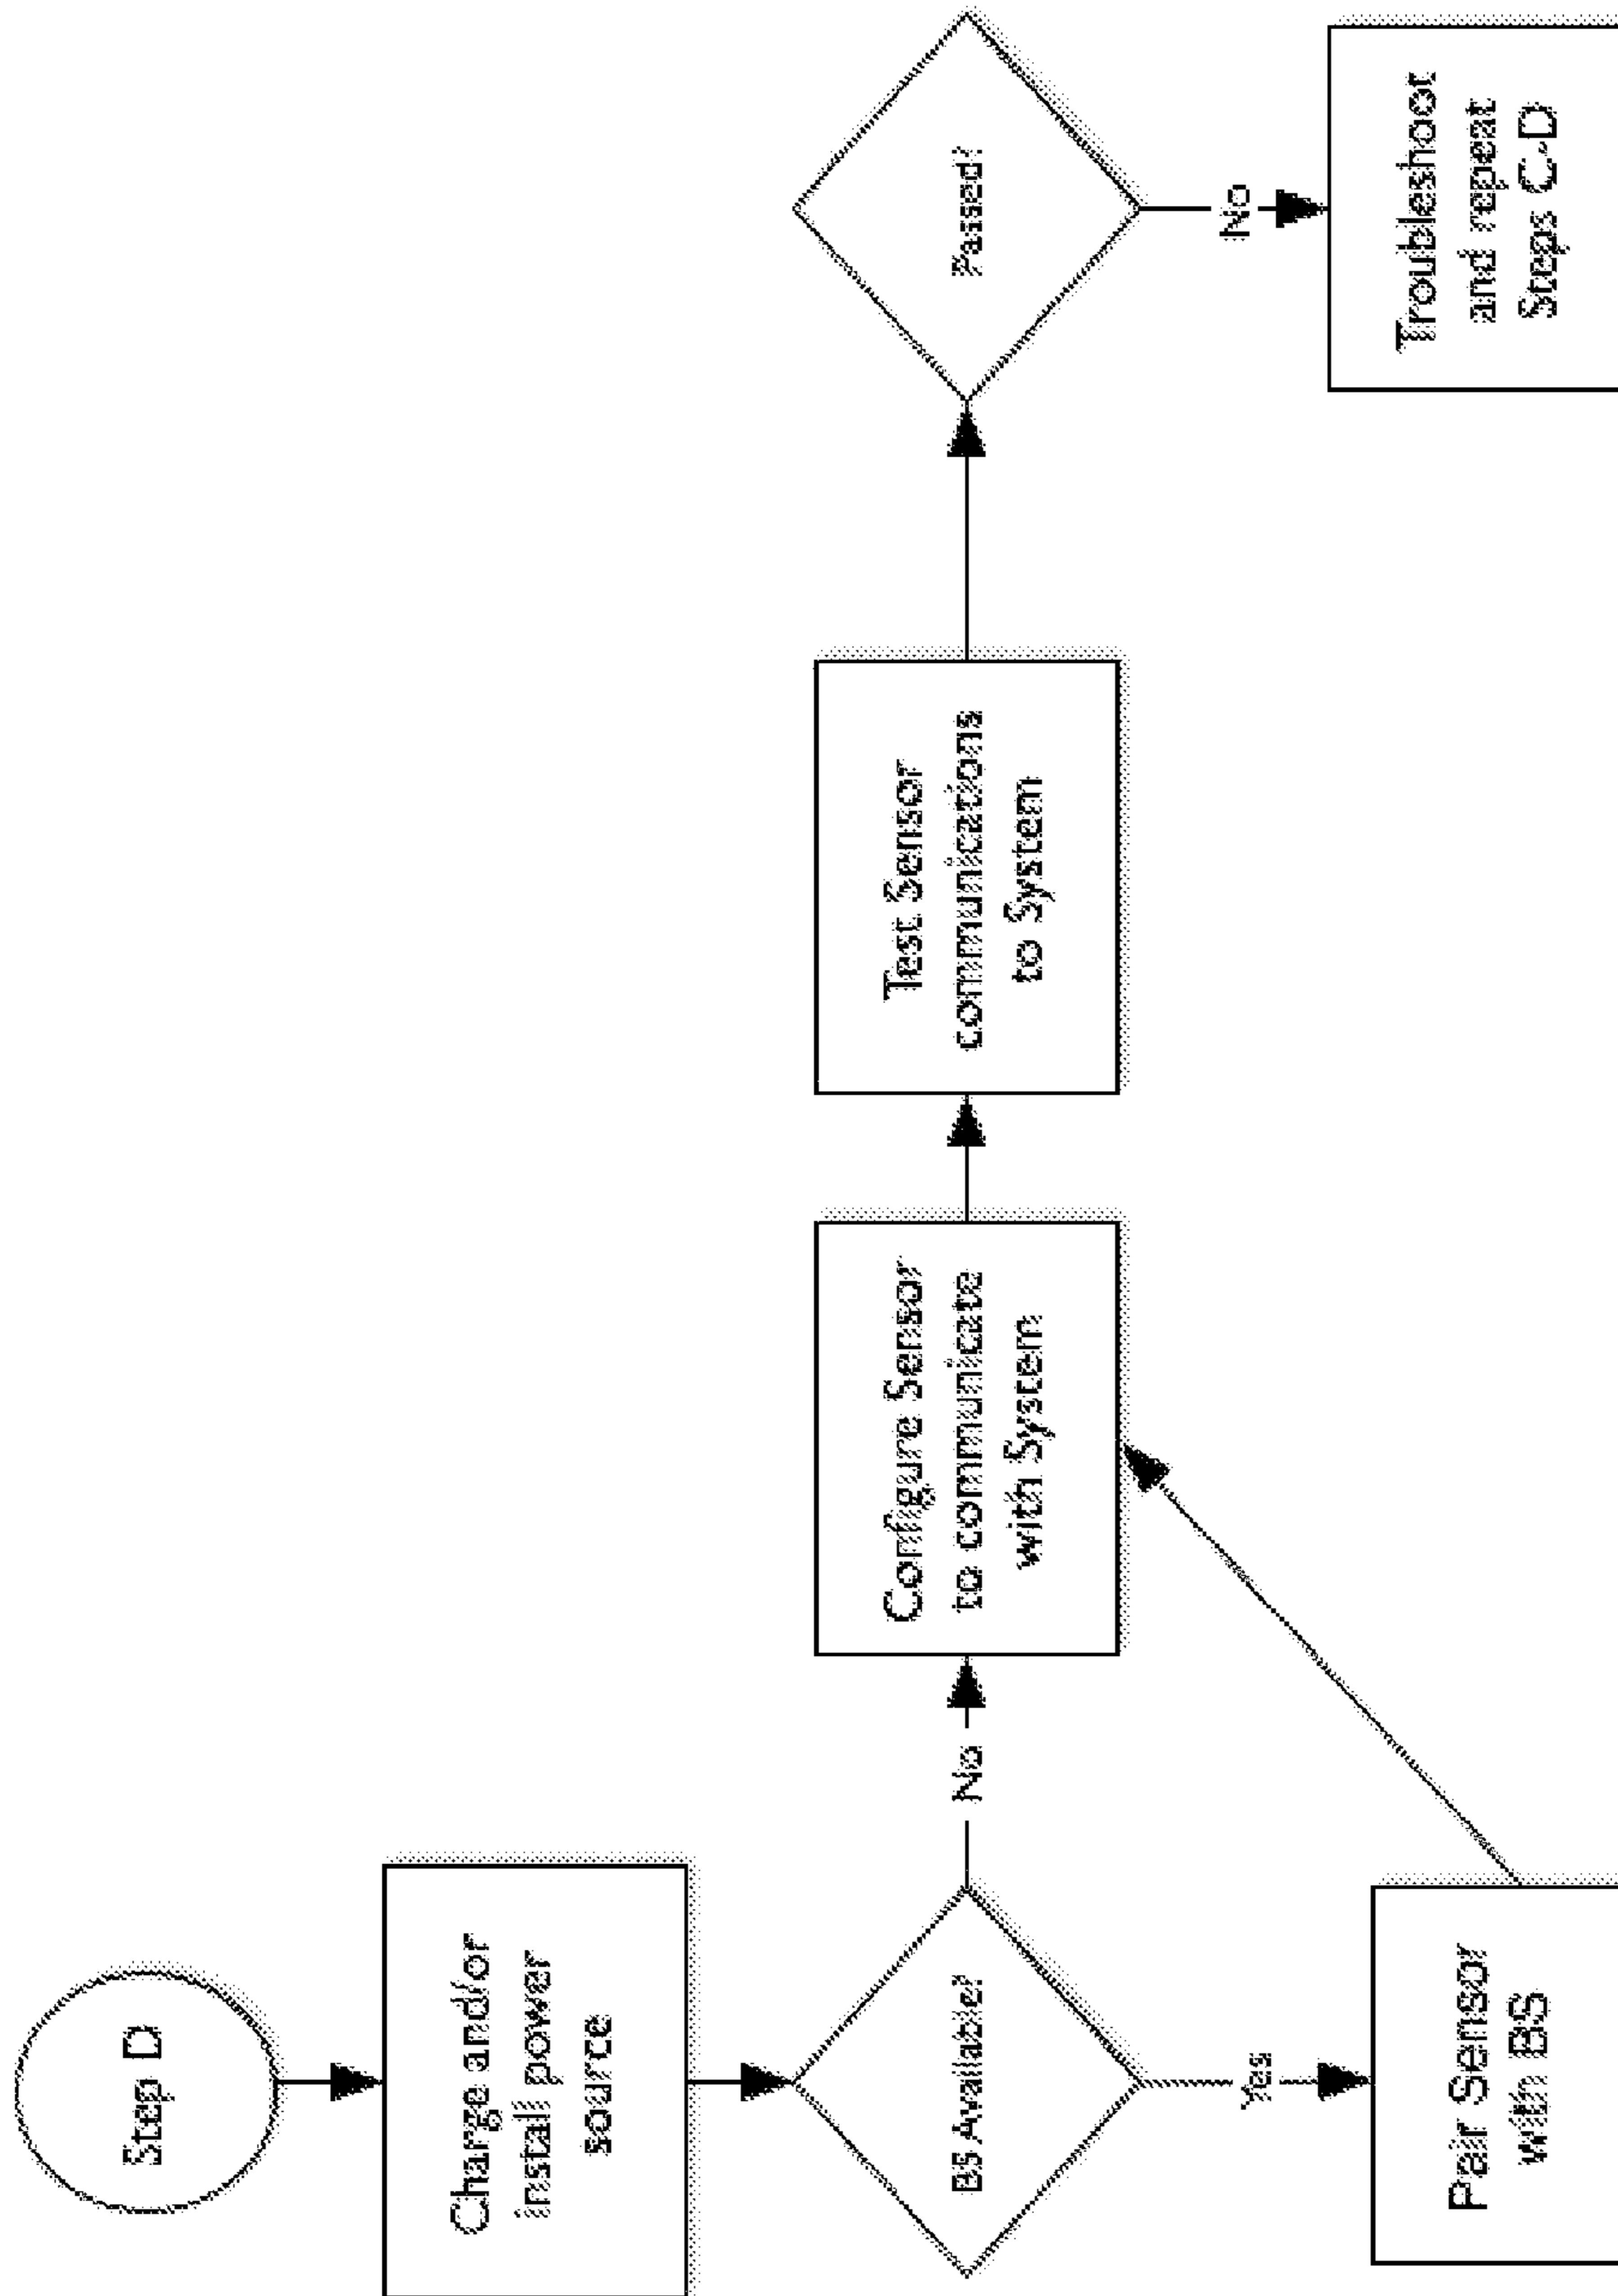 Step D
Charge and/or
install power
source
BS Available?
No
Yes
Pair Sensor
with BS
Configure Sensor
to communicate
with System
Test Sensor
communications
to System
Passed?
No
Troubleshoot
and repeat
Steps C-D